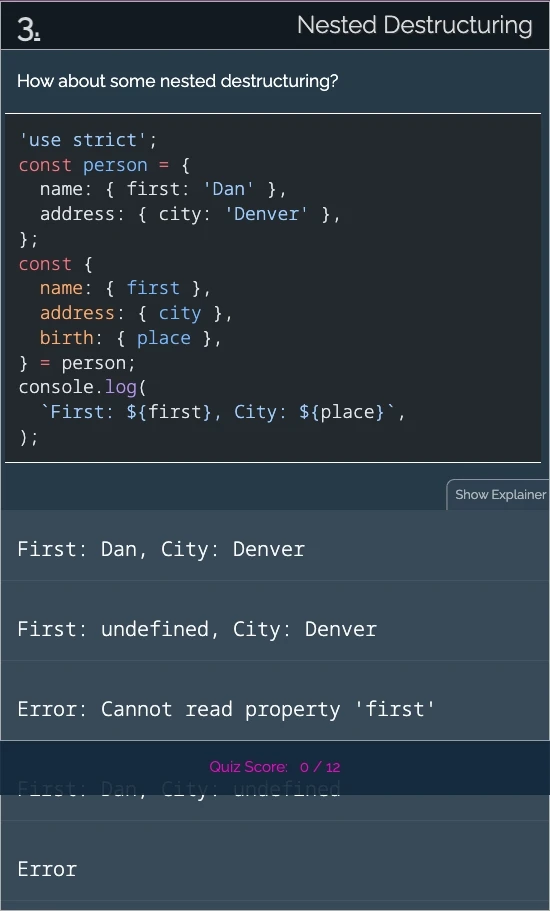 3.
Nested Destructuring
How about some nested destructuring?
'use strict';
const person = {
  name: { first: 'Dan' },
  address: { city: 'Denver' },
};
const {
  name: { first },
  address: { city },
  birth: { place },
} = person;
console.log(
  `First: ${first}, City: ${place}`,
);
Show Explainer
First: Dan, City: Denver
First: undefined, City: Denver
Error: Cannot read property 'first'
Quiz Score: 0 / 12
First: Dan, City: undefined
Error